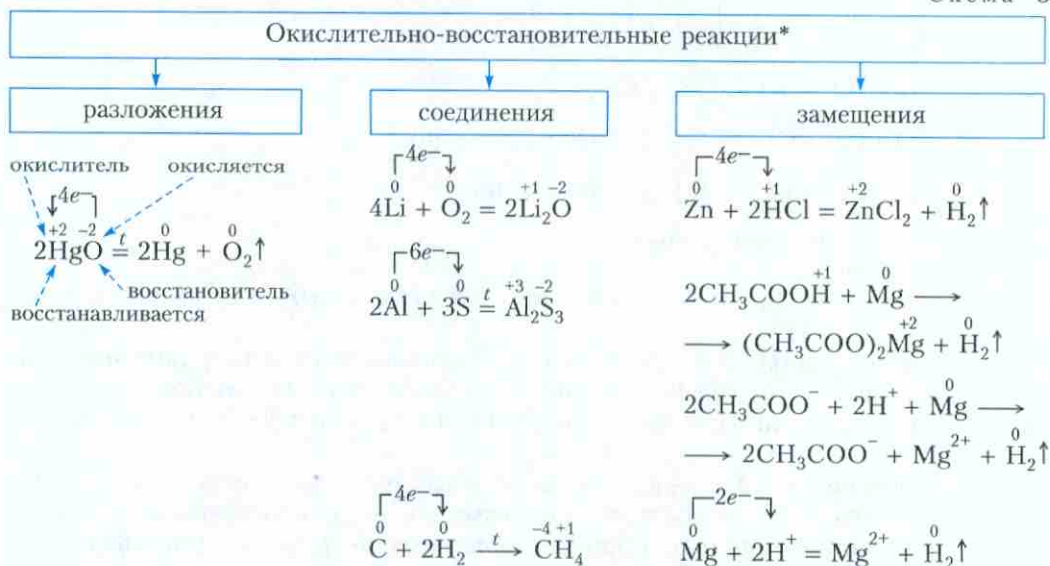 Окислительно-восстановительные реакции*
разложения
соединения
замещения
окислитель окисляется
4e⁻
+2 −2 0 0
2HgO =ᵗ 2Hg + O₂↑
восстановитель
восстанавливается
4e⁻
0 0 +1 −2
4Li + O₂ = 2Li₂O
6e⁻
0 0 +3 −2
2Al + 3S =ᵗ Al₂S₃
4e⁻
0 0 −4 +1
C + 2H₂ →ᵗ CH₄
4e⁻
0 +1 +2 0
Zn + 2HCl = ZnCl₂ + H₂↑
+1 0
2CH₃COOH + Mg ⟶
+2 0
⟶ (CH₃COO)₂Mg + H₂↑
0
2CH₃COO⁻ + 2H⁺ + Mg ⟶
0
⟶ 2CH₃COO⁻ + Mg²⁺ + H₂↑
2e⁻
0 0
Mg + 2H⁺ = Mg²⁺ + H₂↑